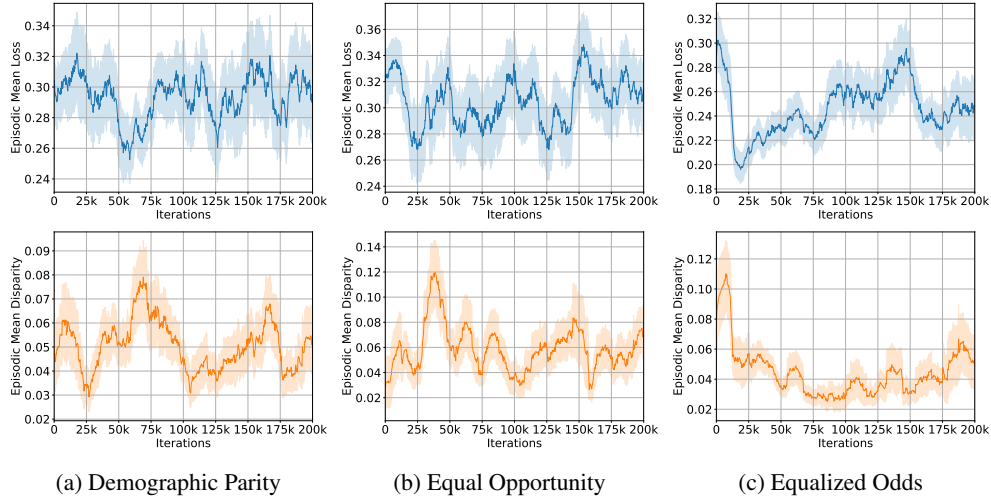 Episodic Mean Loss
0.34
0.32
0.30
0.28
0.26
0.24
0 25k 50k 75k 100k 125k 150k 175k 200k
Iterations
Episodic Mean Loss
0.36
0.34
0.32
0.30
0.28
0.26
0.24
0 25k 50k 75k 100k 125k 150k 175k 200k
Iterations
Episodic Mean Loss
0.32
0.30
0.28
0.26
0.24
0.22
0.20
0.18
0 25k 50k 75k 100k 125k 150k 175k 200k
Iterations
Episodic Mean Disparity
0.09
0.08
0.07
0.06
0.05
0.04
0.03
0.02
0 25k 50k 75k 100k 125k 150k 175k 200k
Iterations
Episodic Mean Disparity
0.14
0.12
0.10
0.08
0.06
0.04
0.02
0 25k 50k 75k 100k 125k 150k 175k 200k
Iterations
Episodic Mean Disparity
0.12
0.10
0.08
0.06
0.04
0.02
0 25k 50k 75k 100k 125k 150k 175k 200k
Iterations
(a) Demographic Parity
(b) Equal Opportunity
(c) Equalized Odds